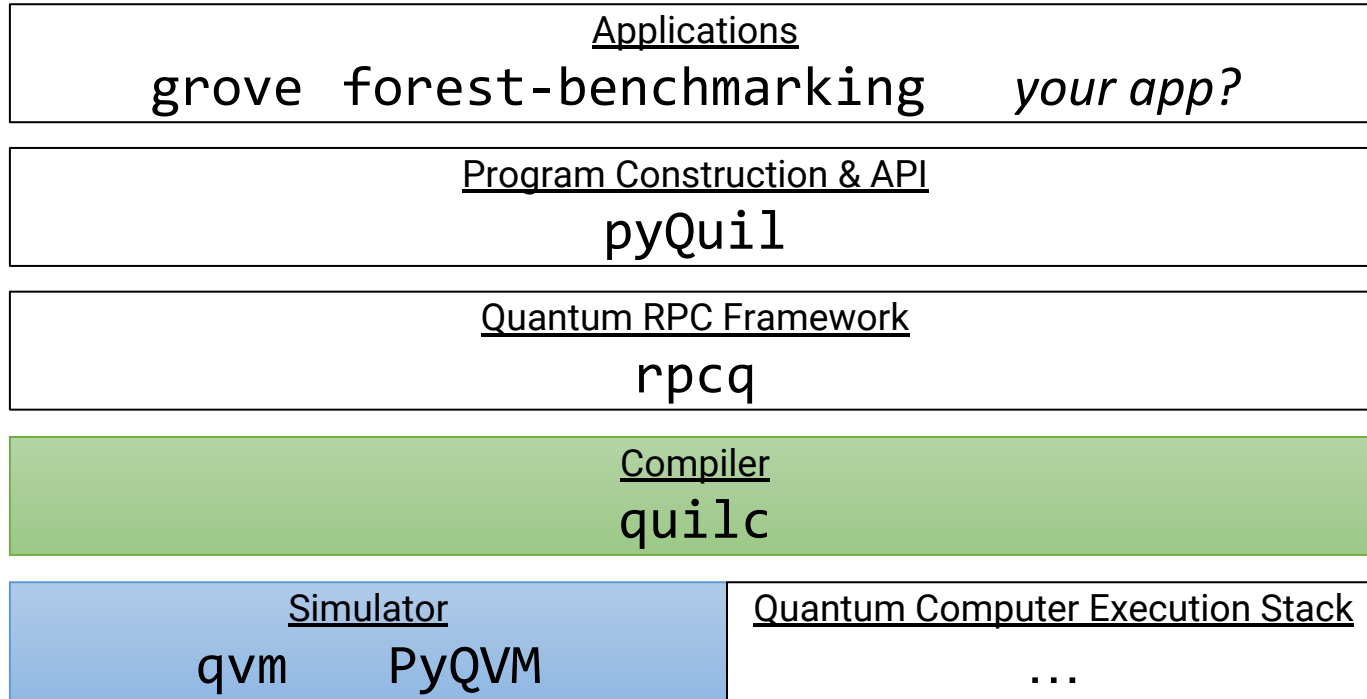 Applications
grove forest-benchmarking your app?
Program Construction & API
pyQuil
Quantum RPC Framework
rpcq
Compiler
quilc
Simulator
qvm PyQVM
Quantum Computer Execution Stack
...